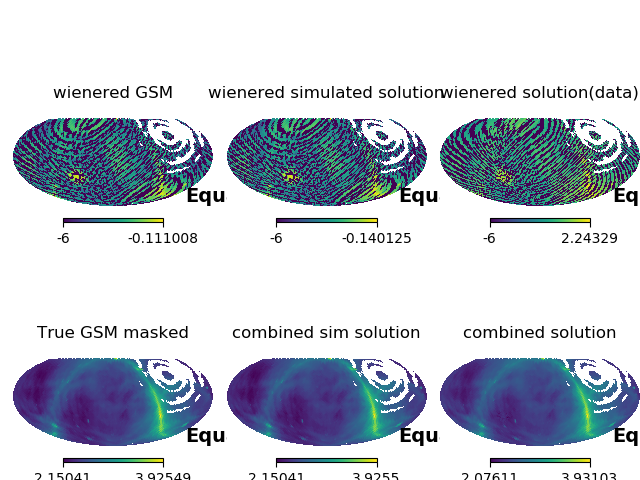 wienered GSM
wienered simulated solution
wienered solution(data)
Equ
Equ
Eq
-6
-0.111008
-6
-0.140125
-6
2.24329
True GSM masked
combined sim solution
combined solution
Equ
Equ
Eq
2.15041
3.92549
2.15041
3.9255
2.07611
3.93103